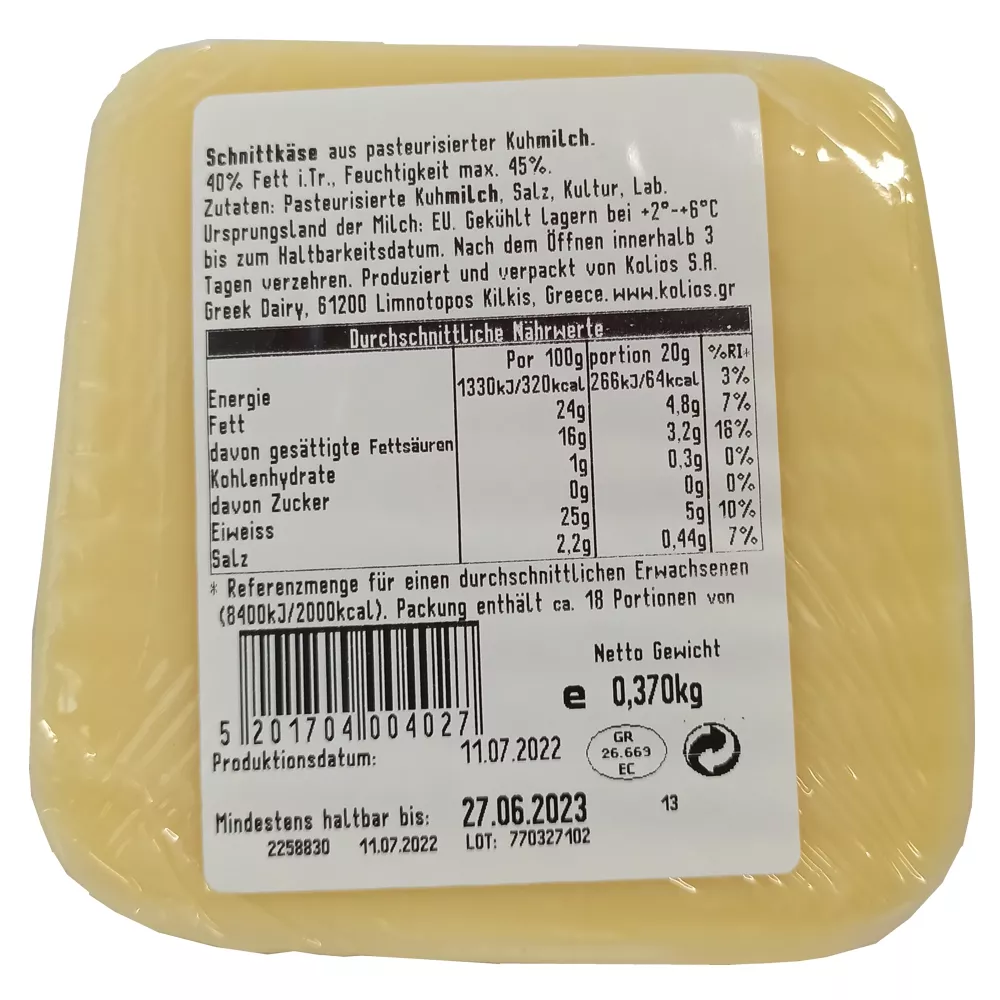 Schnittkäse aus pasteurisierter Kuhmilch.
40% Fett i.Tr., Feuchtigkeit max. 45%.
Zutaten: Pasteurisierte Kuhmilch, Salz, Kultur, Lab.
Ursprungsland der Milch: EU. Gekühlt lagern bei +2°-+6°C
bis zum Haltbarkeitsdatum. Nach dem Öffnen innerhalb 3
Tagen verzehren. Produziert und verpackt von Kolios S.A.
Greek Dairy, 61200 Limnotopos Kilkis, Greece. www.kolios.gr
Durchschnittliche Nährwerte
Por 100g portion 20g %RI+
Energie 1330kJ/320kcal 266kJ/64kcal 3%
Fett 24g 4,8g 7%
davon gesättigte Fettsäuren 16g 3,2g 16%
Kohlenhydrate 1g 0,3g 0%
davon Zucker 0g 0g 0%
Eiweiss 25g 5g 10%
Salz 2,2g 0,44g 7%
* Referenzmenge für einen durchschnittlichen Erwachsenen
(8400kJ/2000kcal). Packung enthält ca. 18 Portionen von
Netto Gewicht
e 0,370kg
5 201704 004027
Produktionsdatum: 11.07.2022
GR
26.669
EC
Mindestens haltbar bis: 27.06.2023 13
2258830 11.07.2022 LOT: 770327102